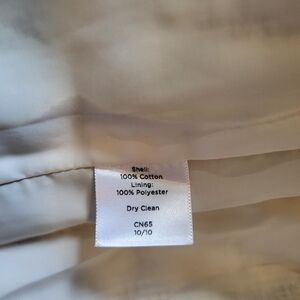 Shell:
100% Cotton
Lining:
100% Polyester
Dry Clean
CN65
10/10